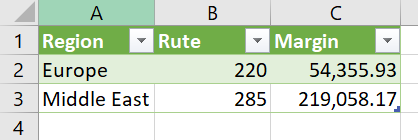 A B C
1 Region Rute Margin
2 Europe 220 54,355.93
3 Middle East 285 219,058.17
4